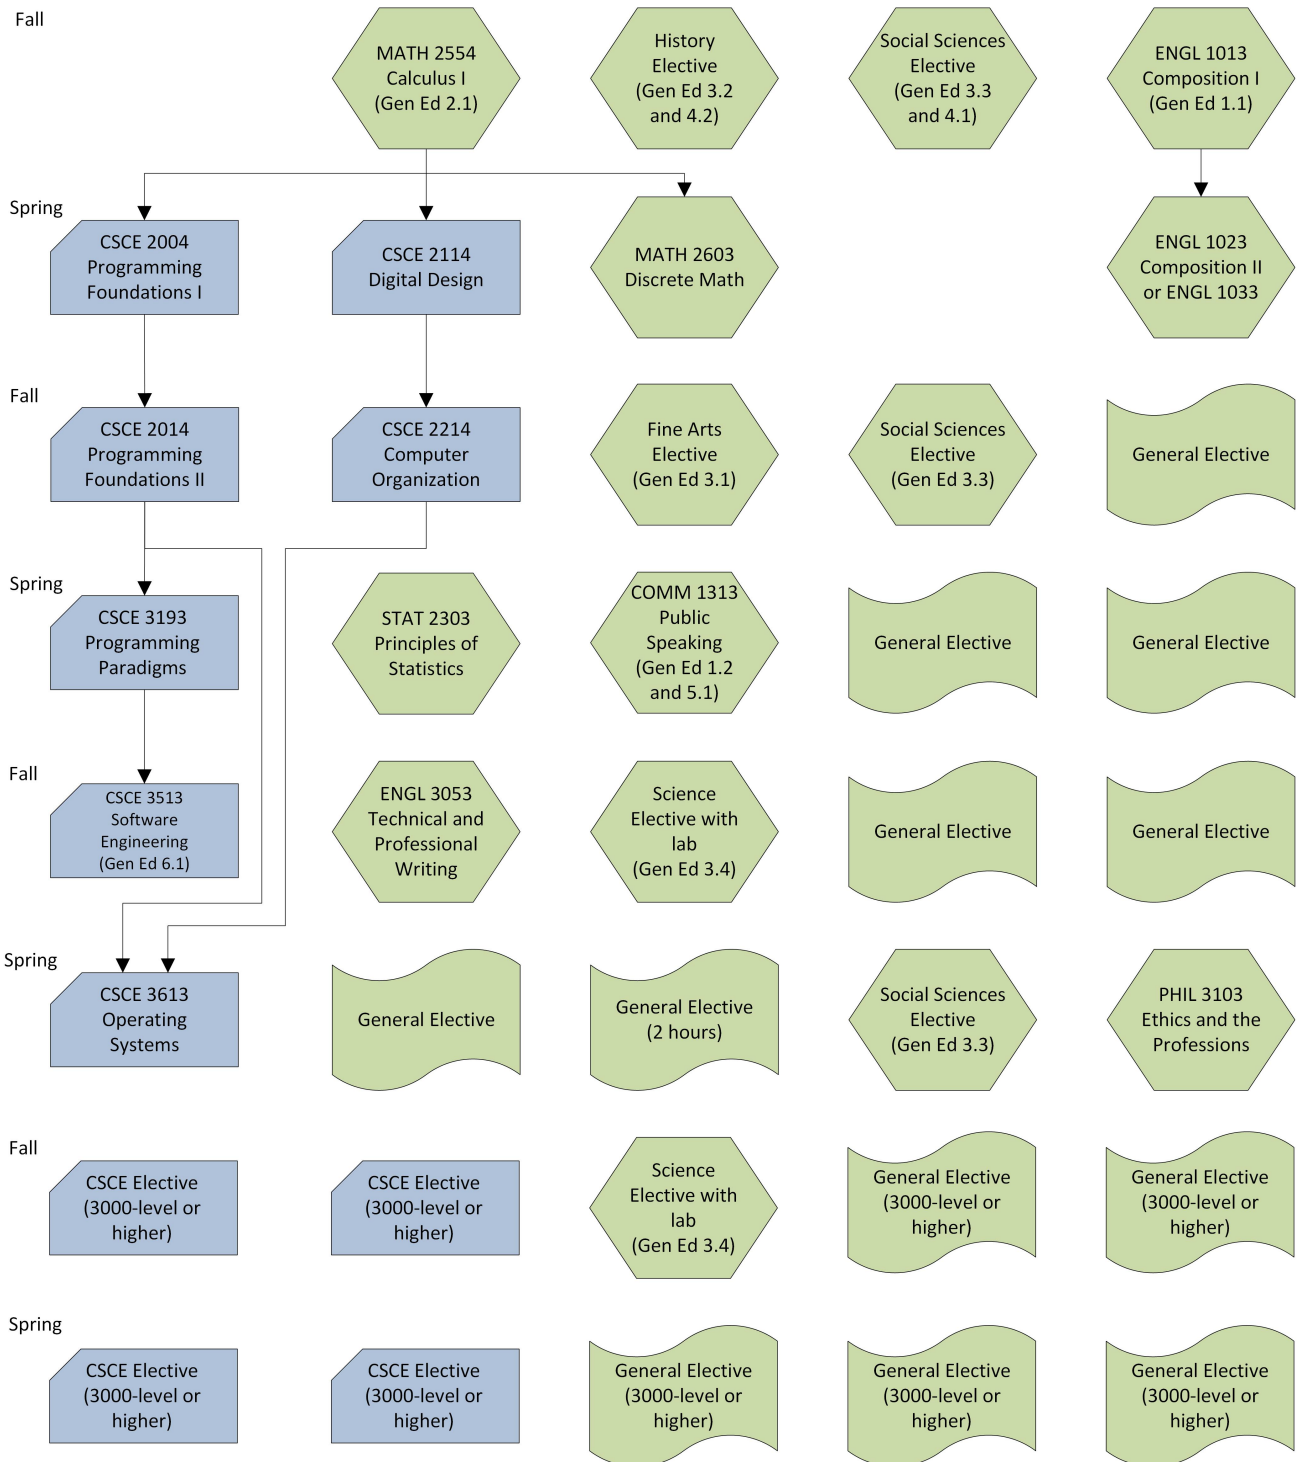 Fall
MATH 2554
Calculus I
(Gen Ed 2.1)
History
Elective
(Gen Ed 3.2
and 4.2)
Social Sciences
Elective
(Gen Ed 3.3
and 4.1)
ENGL 1013
Composition I
(Gen Ed 1.1)
Spring
CSCE 2004
Programming
Foundations I
CSCE 2114
Digital Design
MATH 2603
Discrete Math
ENGL 1023
Composition II
or ENGL 1033
Fall
CSCE 2014
Programming
Foundations II
CSCE 2214
Computer
Organization
Fine Arts
Elective
(Gen Ed 3.1)
Social Sciences
Elective
(Gen Ed 3.3)
General Elective
Spring
CSCE 3193
Programming
Paradigms
STAT 2303
Principles of
Statistics
COMM 1313
Public
Speaking
(Gen Ed 1.2
and 5.1)
General Elective
General Elective
Fall
CSCE 3513
Software
Engineering
(Gen Ed 6.1)
ENGL 3053
Technical and
Professional
Writing
Science
Elective with
lab
(Gen Ed 3.4)
General Elective
General Elective
Spring
CSCE 3613
Operating
Systems
General Elective
General Elective
(2 hours)
Social Sciences
Elective
(Gen Ed 3.3)
PHIL 3103
Ethics and the
Professions
Fall
CSCE Elective
(3000-level or
higher)
CSCE Elective
(3000-level or
higher)
Science
Elective with
lab
(Gen Ed 3.4)
General Elective
(3000-level or
higher)
General Elective
(3000-level or
higher)
Spring
CSCE Elective
(3000-level or
higher)
CSCE Elective
(3000-level or
higher)
General Elective
(3000-level or
higher)
General Elective
(3000-level or
higher)
General Elective
(3000-level or
higher)